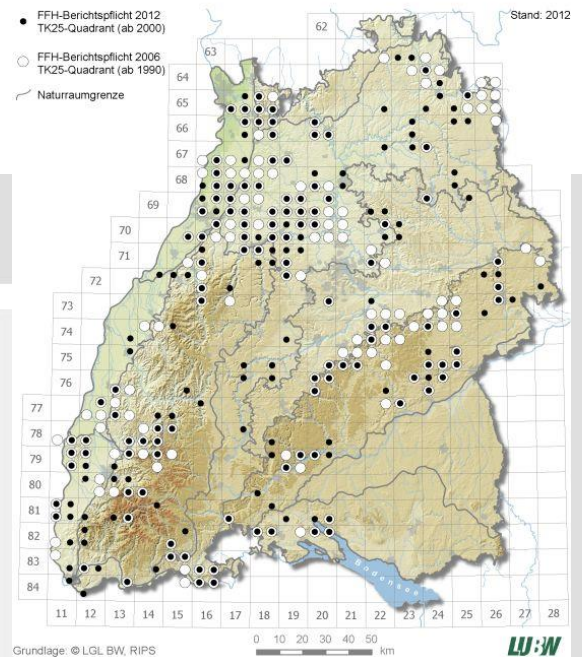 FFH-Berichtspflicht 2012
TK25-Quadrant (ab 2000)
FFH-Berichtspflicht 2006
TK25-Quadrant (ab 1990)
Naturraumgrenze
Stand: 2012
62
63
64
65
66
67
68
69
70
71
72
73
74
75
76
77
78
79
80
81
82
83
84
11 12 13 14 15 16 17 18 19 20 21 22 23 24 25 26 27 28
Bodensee
0 10 20 30 40 50
km
Grundlage: © LGL BW, RIPS
LUBW